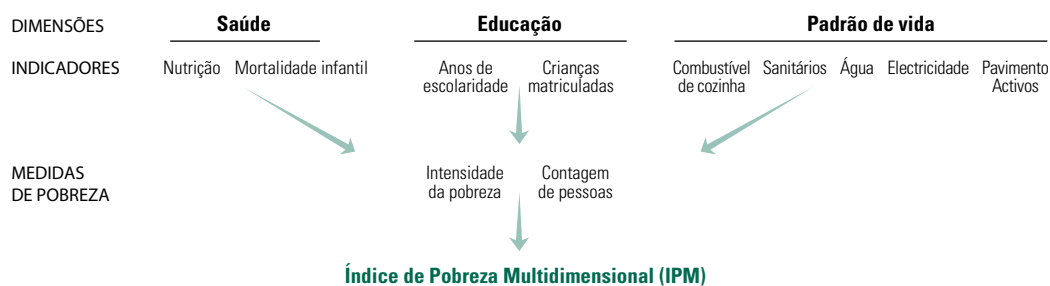 DIMENSÕES Saúde Educação Padrão de vida
INDICADORES Nutrição Mortalidade infantil Anos de escolaridade Crianças matriculadas Combustível de cozinha Sanitários Água Electricidade Pavimento Activos
MEDIDAS DE POBREZA Intensidade da pobreza Contagem de pessoas
Índice de Pobreza Multidimensional (IPM)